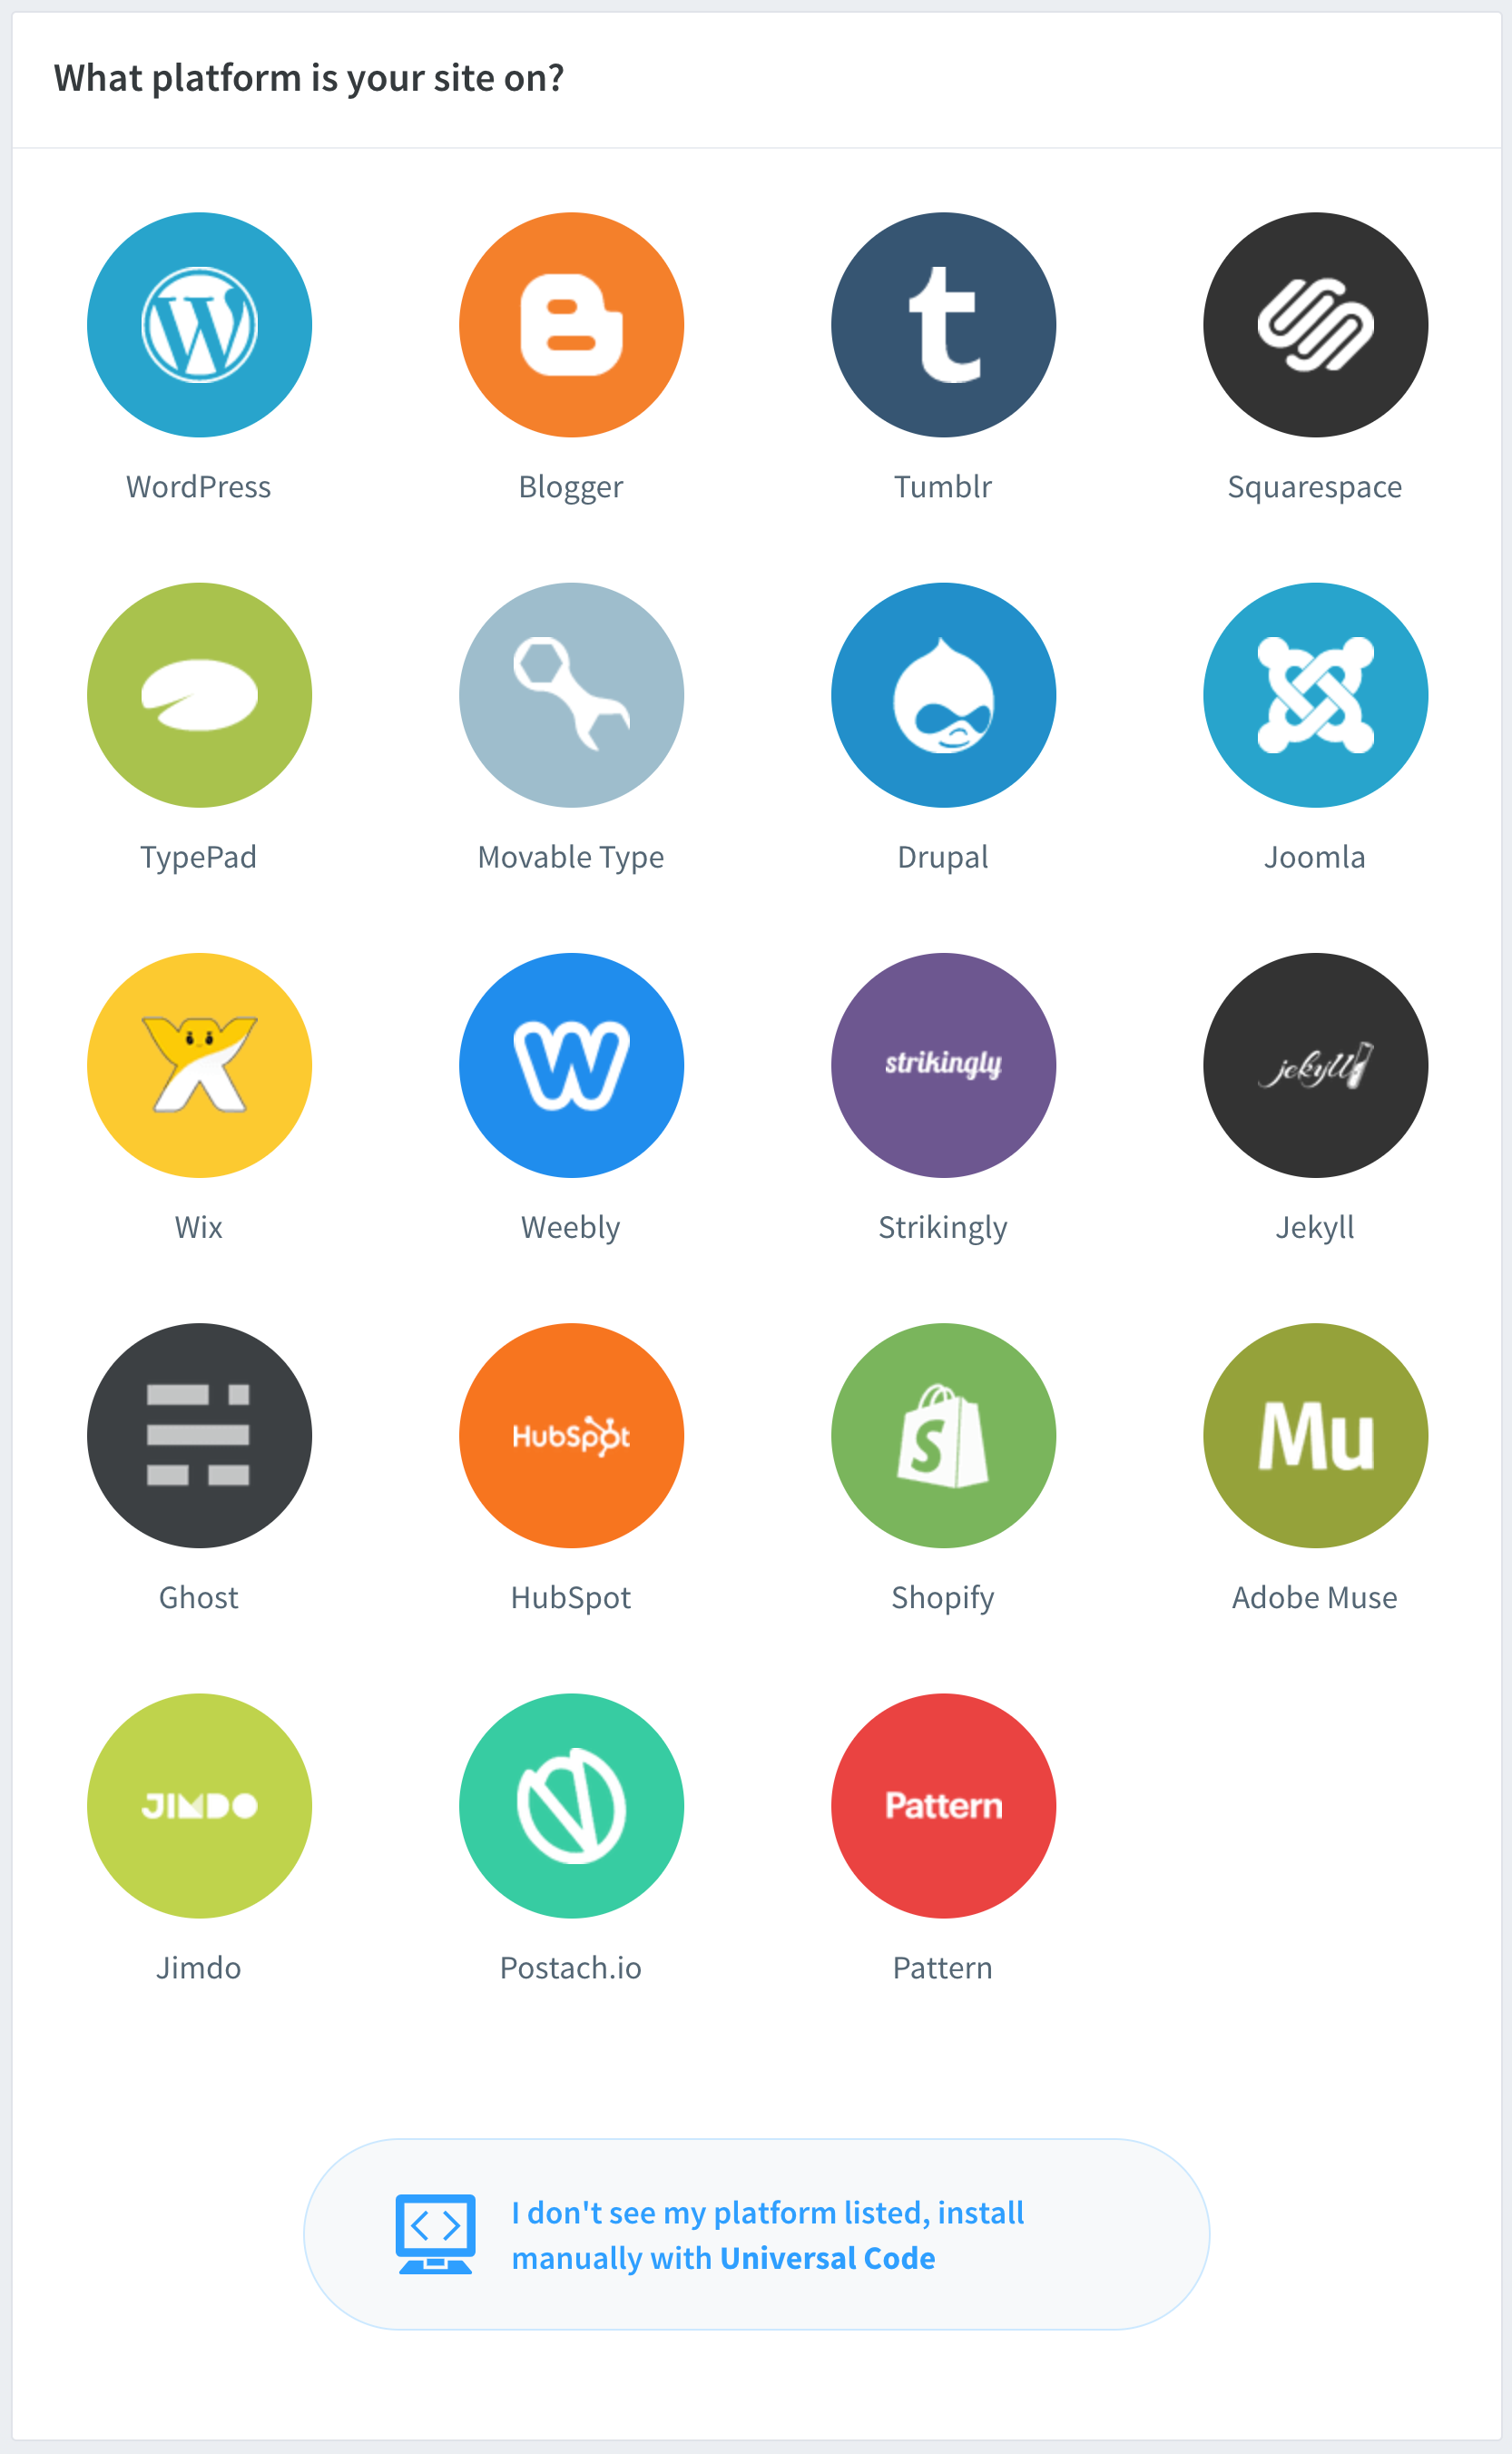 What platform is your site on?
WordPress
Blogger
Tumblr
Squarespace
TypePad
Movable Type
Drupal
Joomla
strikingly
jekyll
Wix
Weebly
Strikingly
Jekyll
HubSpot
S
Mu
Ghost
HubSpot
Shopify
Adobe Muse
JIMDO
Pattern
Jimdo
Postach.io
Pattern
I don't see my platform listed, install
manually with Universal Code